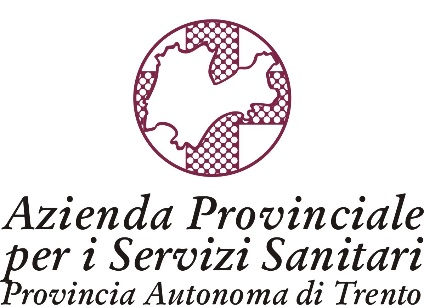 Azienda Provinciale
per i Servizi Sanitari
Provincia Autonoma di Trento